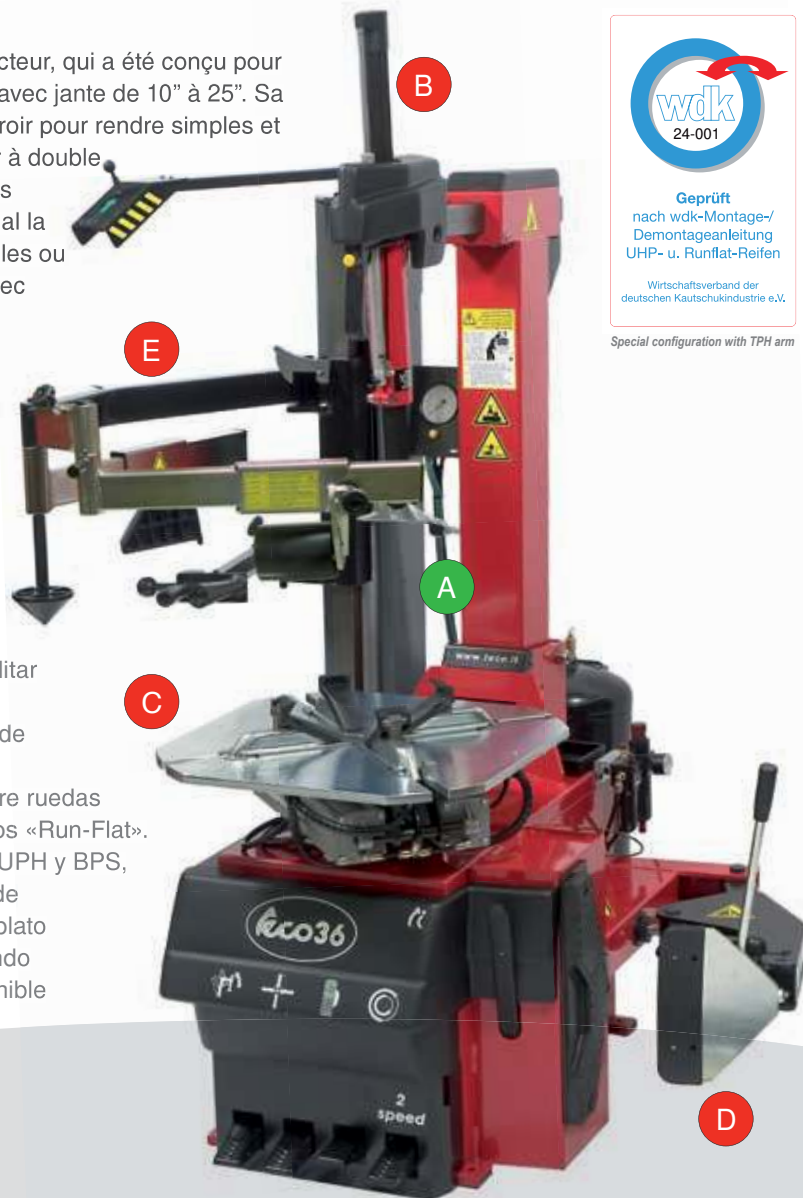 cteur, qui a été conçu pour
avec jante de 10” à 25”. Sa
roir pour rendre simples et
r à double
s
al la
les ou
ec
B
wdk
24-001
Geprüft
nach wdk-Montage-/
Demontageanleitung
UHP- u. Runflat-Reifen
Wirtschaftsverband der
deutschen Kautschukindustrie e.V.
Special configuration with TPH arm
E
A
www.teco.it
C
litar
de
re ruedas
os «Run-Flat».
UPH y BPS,
de
plato
ndo
nible
teco36
2
speed
D